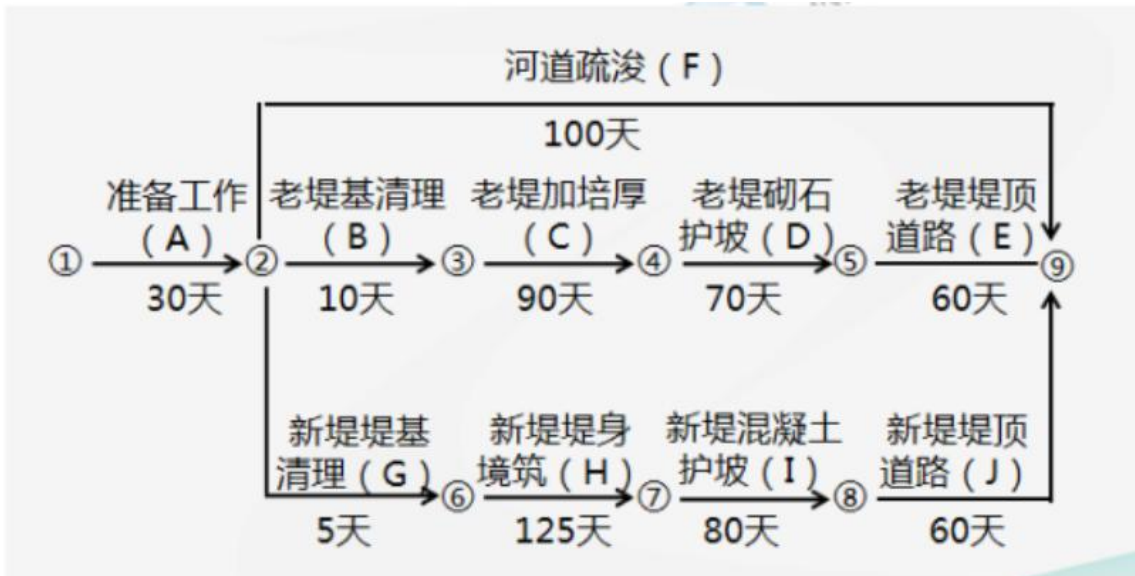 河道疏浚（F）
100天
准备工作
（A）
老堤基清理
（B）
老堤加培厚
（C）
老堤砌石
护坡（D）
老堤堤顶
道路（E）
① ② ③ ④ ⑤ ⑨
30天 10天 90天 70天 60天
新堤堤基
清理（G）
新堤堤身
境筑（H）
新堤混凝土
护坡（I）
新堤堤顶
道路（J）
⑥ ⑦ ⑧
5天 125天 80天 60天